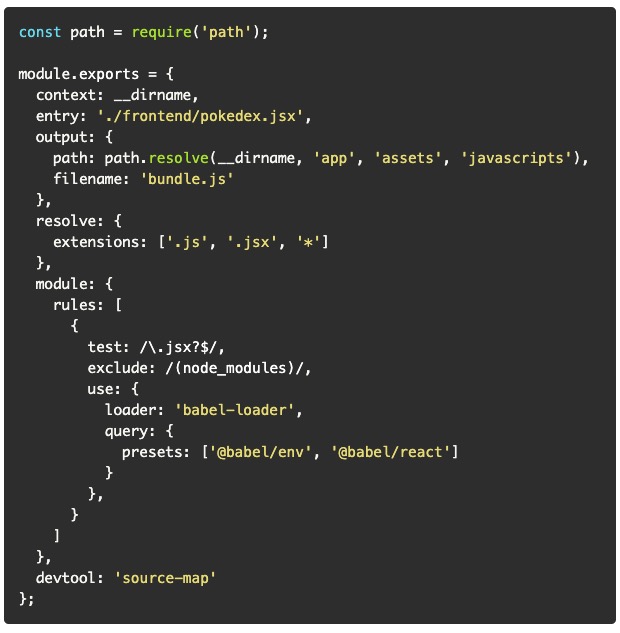 const path = require('path');

module.exports = {
  context: __dirname,
  entry: './frontend/pokedex.jsx',
  output: {
    path: path.resolve(__dirname, 'app', 'assets', 'javascripts'),
    filename: 'bundle.js'
  },
  resolve: {
    extensions: ['.js', '.jsx', '*']
  },
  module: {
    rules: [
      {
        test: /\.jsx?$/,
        exclude: /(node_modules)/,
        use: {
          loader: 'babel-loader',
          query: {
            presets: ['@babel/env', '@babel/react']
          }
        },
      }
    ]
  },
  devtool: 'source-map'
};